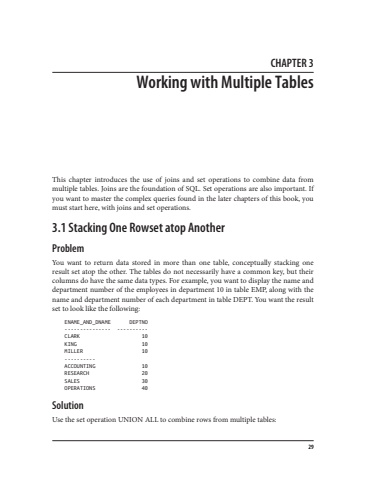 CHAPTER 3
Working with Multiple Tables
This chapter introduces the use of joins and set operations to combine data from
multiple tables. Joins are the foundation of SQL. Set operations are also important. If
you want to master the complex queries found in the later chapters of this book, you
must start here, with joins and set operations.
3.1 Stacking One Rowset atop Another
Problem
You want to return data stored in more than one table, conceptually stacking one
result set atop the other. The tables do not necessarily have a common key, but their
columns do have the same data types. For example, you want to display the name and
department number of the employees in department 10 in table EMP, along with the
name and department number of each department in table DEPT. You want the result
set to look like the following:
ENAME_AND_DNAME DEPTNO
--------------- ----------
CLARK 10
KING 10
MILLER 10
----------
ACCOUNTING 10
RESEARCH 20
SALES 30
OPERATIONS 40
Solution
Use the set operation UNION ALL to combine rows from multiple tables:
29